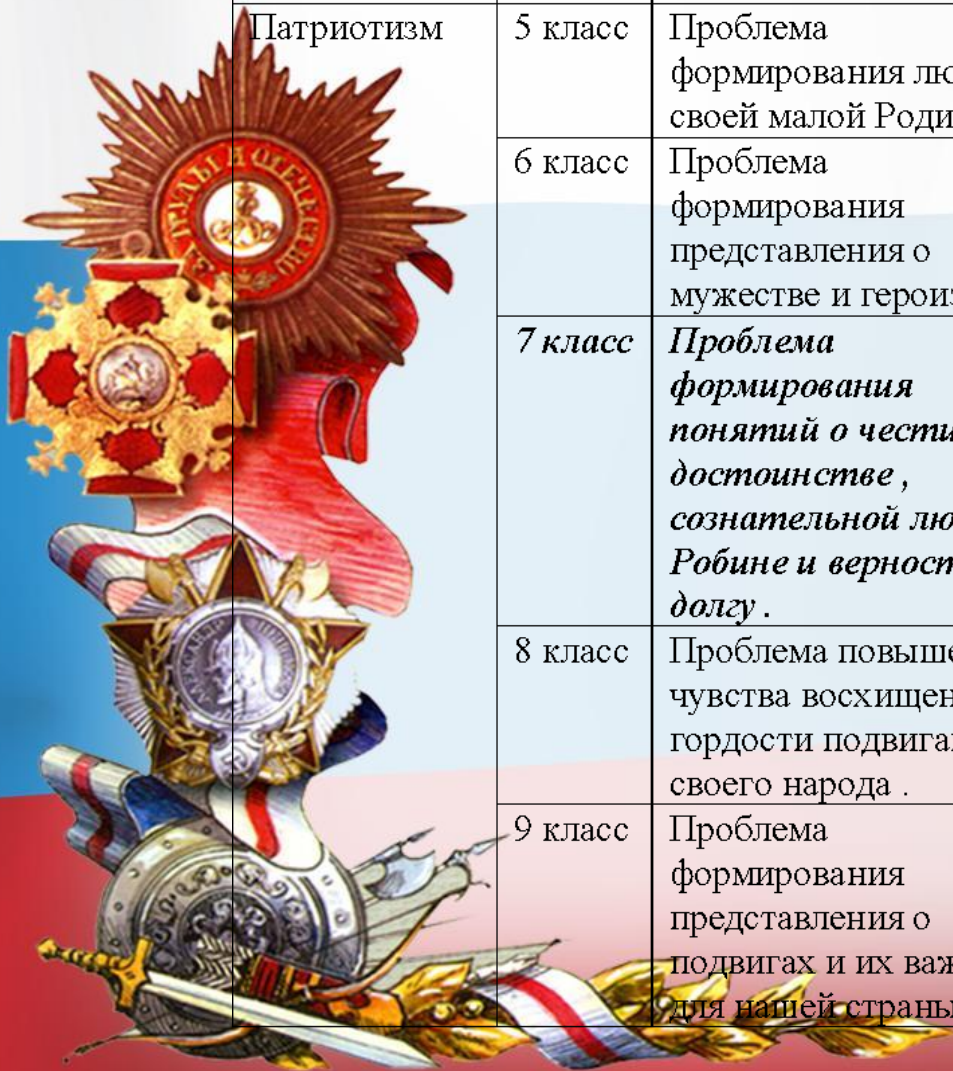 Патриотизм
5 класс
Проблема
формирования лю
своей малой Роди
6 класс
Проблема
формирования
представления о
мужестве и герои
7 класс
Проблема
формирования
понятий о чести
достоинстве ,
сознательной лю
Робине и верност
долгу .
8 класс
Проблема повыше
чувства восхищен
гордости подвига
своего народа .
9 класс
Проблема
формирования
представления о
подвигах и их важ
для нашей страны